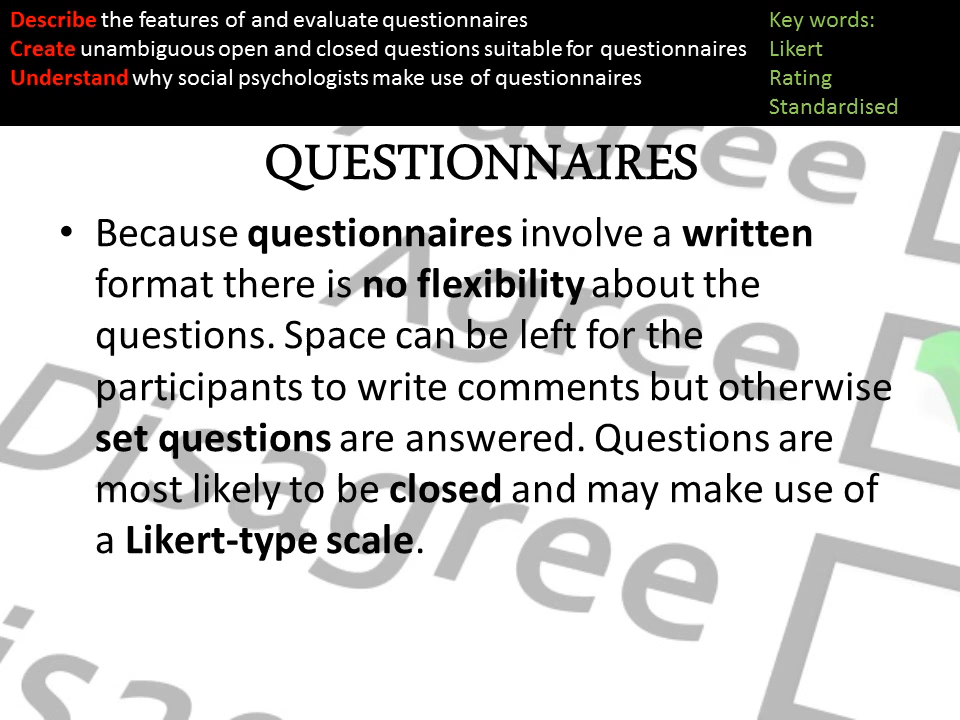 Describe the features of and evaluate questionnaires
Create unambiguous open and closed questions suitable for questionnaires
Understand why social psychologists make use of questionnaires
Key words:
Likert
Rating
Standardised
QUESTIONNAIRES
• Because questionnaires involve a written
format there is no flexibility about the
questions. Space can be left for the
participants to write comments but otherwise
set questions are answered. Questions are
most likely to be closed and may make use of
a Likert-type scale.
agree
Agree
Disagree
isag